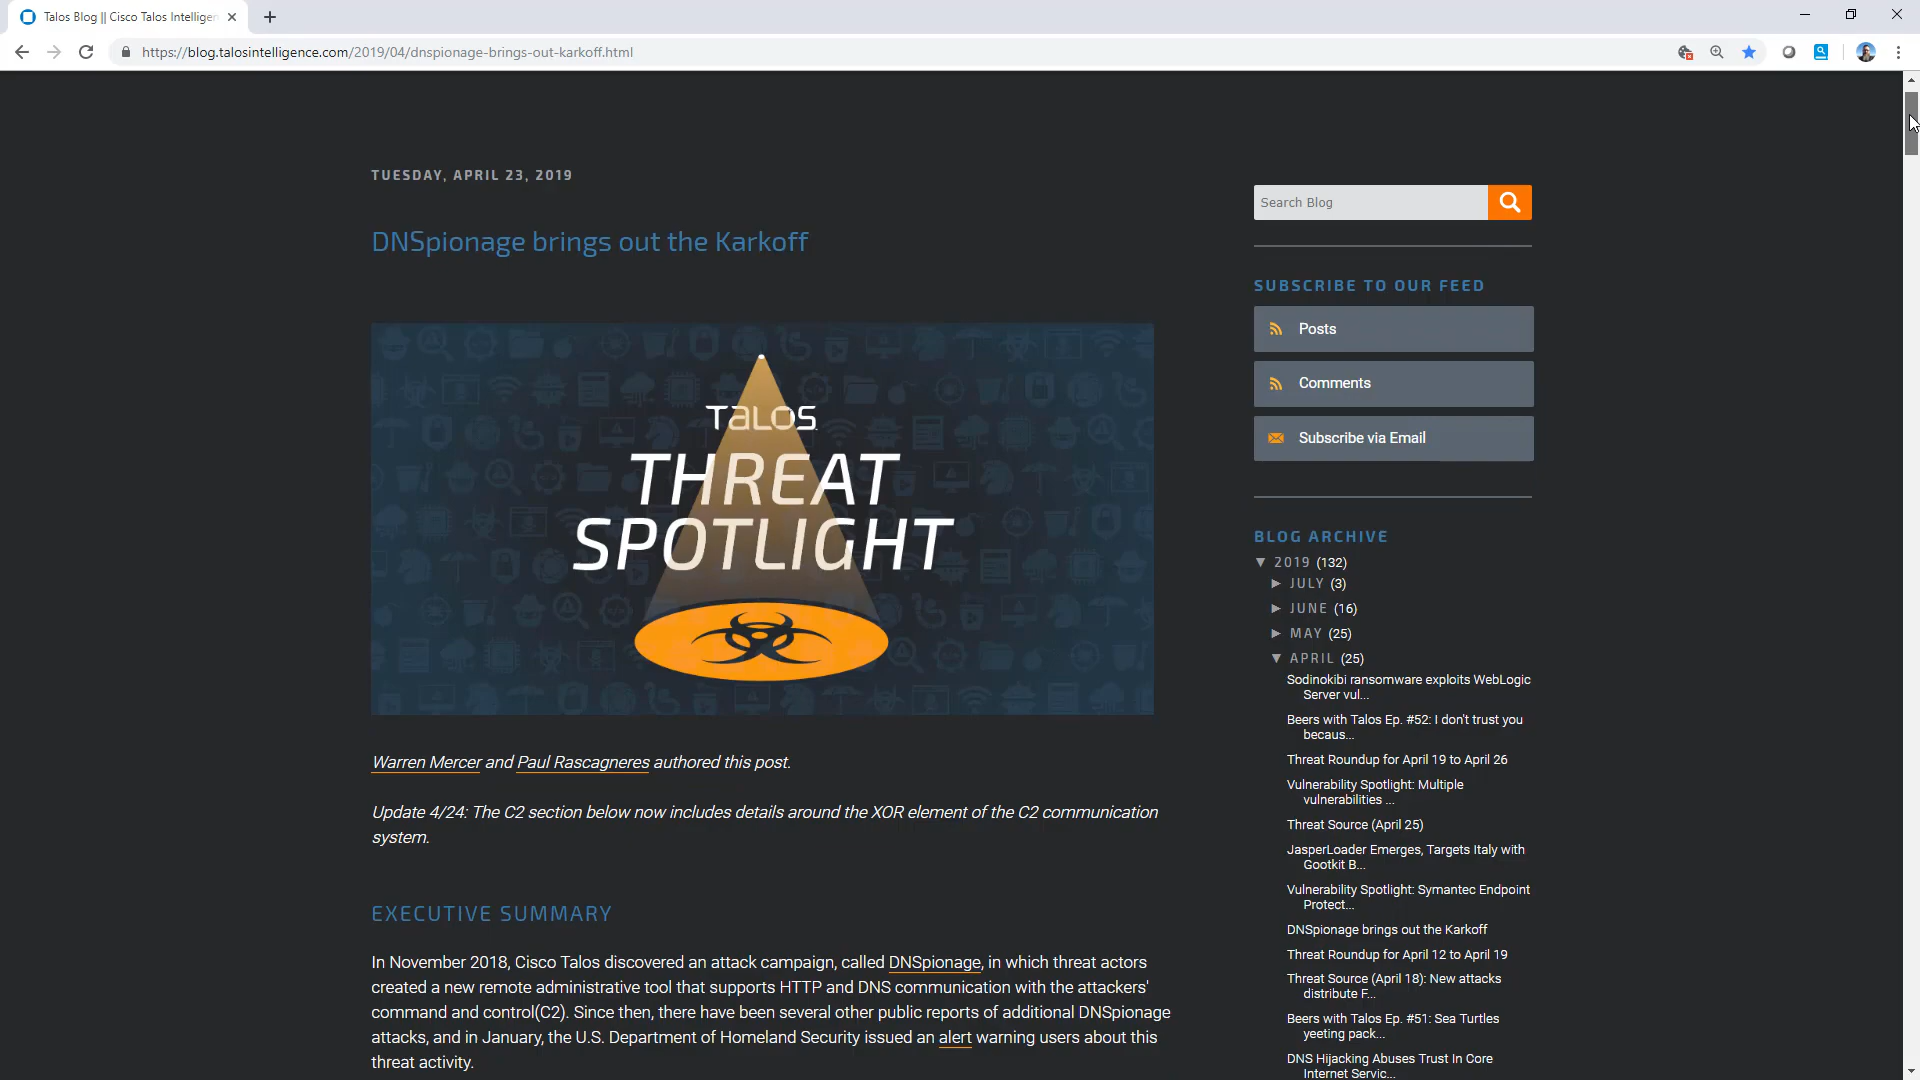 Talos Blog || Cisco Talos Intelligen
https://blog.talosintelligence.com/2019/04/dnspionage-brings-out-karkoff.html
TUESDAY, APRIL 23, 2019
DNSpionage brings out the Karkoff
TALOS
THREAT
SPOTLIGHT
Warren Mercer and Paul Rascagneres authored this post.
Update 4/24: The C2 section below now includes details around the XOR element of the C2 communication
system.
EXECUTIVE SUMMARY
In November 2018, Cisco Talos discovered an attack campaign, called DNSpionage, in which threat actors
created a new remote administrative tool that supports HTTP and DNS communication with the attackers'
command and control(C2). Since then, there have been several other public reports of additional DNSpionage
attacks, and in January, the U.S. Department of Homeland Security issued an alert warning users about this
threat activity.
Search Blog
SUBSCRIBE TO OUR FEED
Posts
Comments
Subscribe via Email
BLOG ARCHIVE
▼ 2019 (132)
► JULY (3)
► JUNE (16)
► MAY (25)
▼ APRIL (25)
Sodinokibi ransomware exploits WebLogic
Server vul...
Beers with Talos Ep. #52: I don't trust you
becaus...
Threat Roundup for April 19 to April 26
Vulnerability Spotlight: Multiple
vulnerabilities ...
Threat Source (April 25)
JasperLoader Emerges, Targets Italy with
Gootkit B...
Vulnerability Spotlight: Symantec Endpoint
Protect...
DNSpionage brings out the Karkoff
Threat Roundup for April 12 to April 19
Threat Source (April 18): New attacks
distribute F...
Beers with Talos Ep. #51: Sea Turtles
yeeting pack...
DNS Hijacking Abuses Trust In Core
Internet Servic...